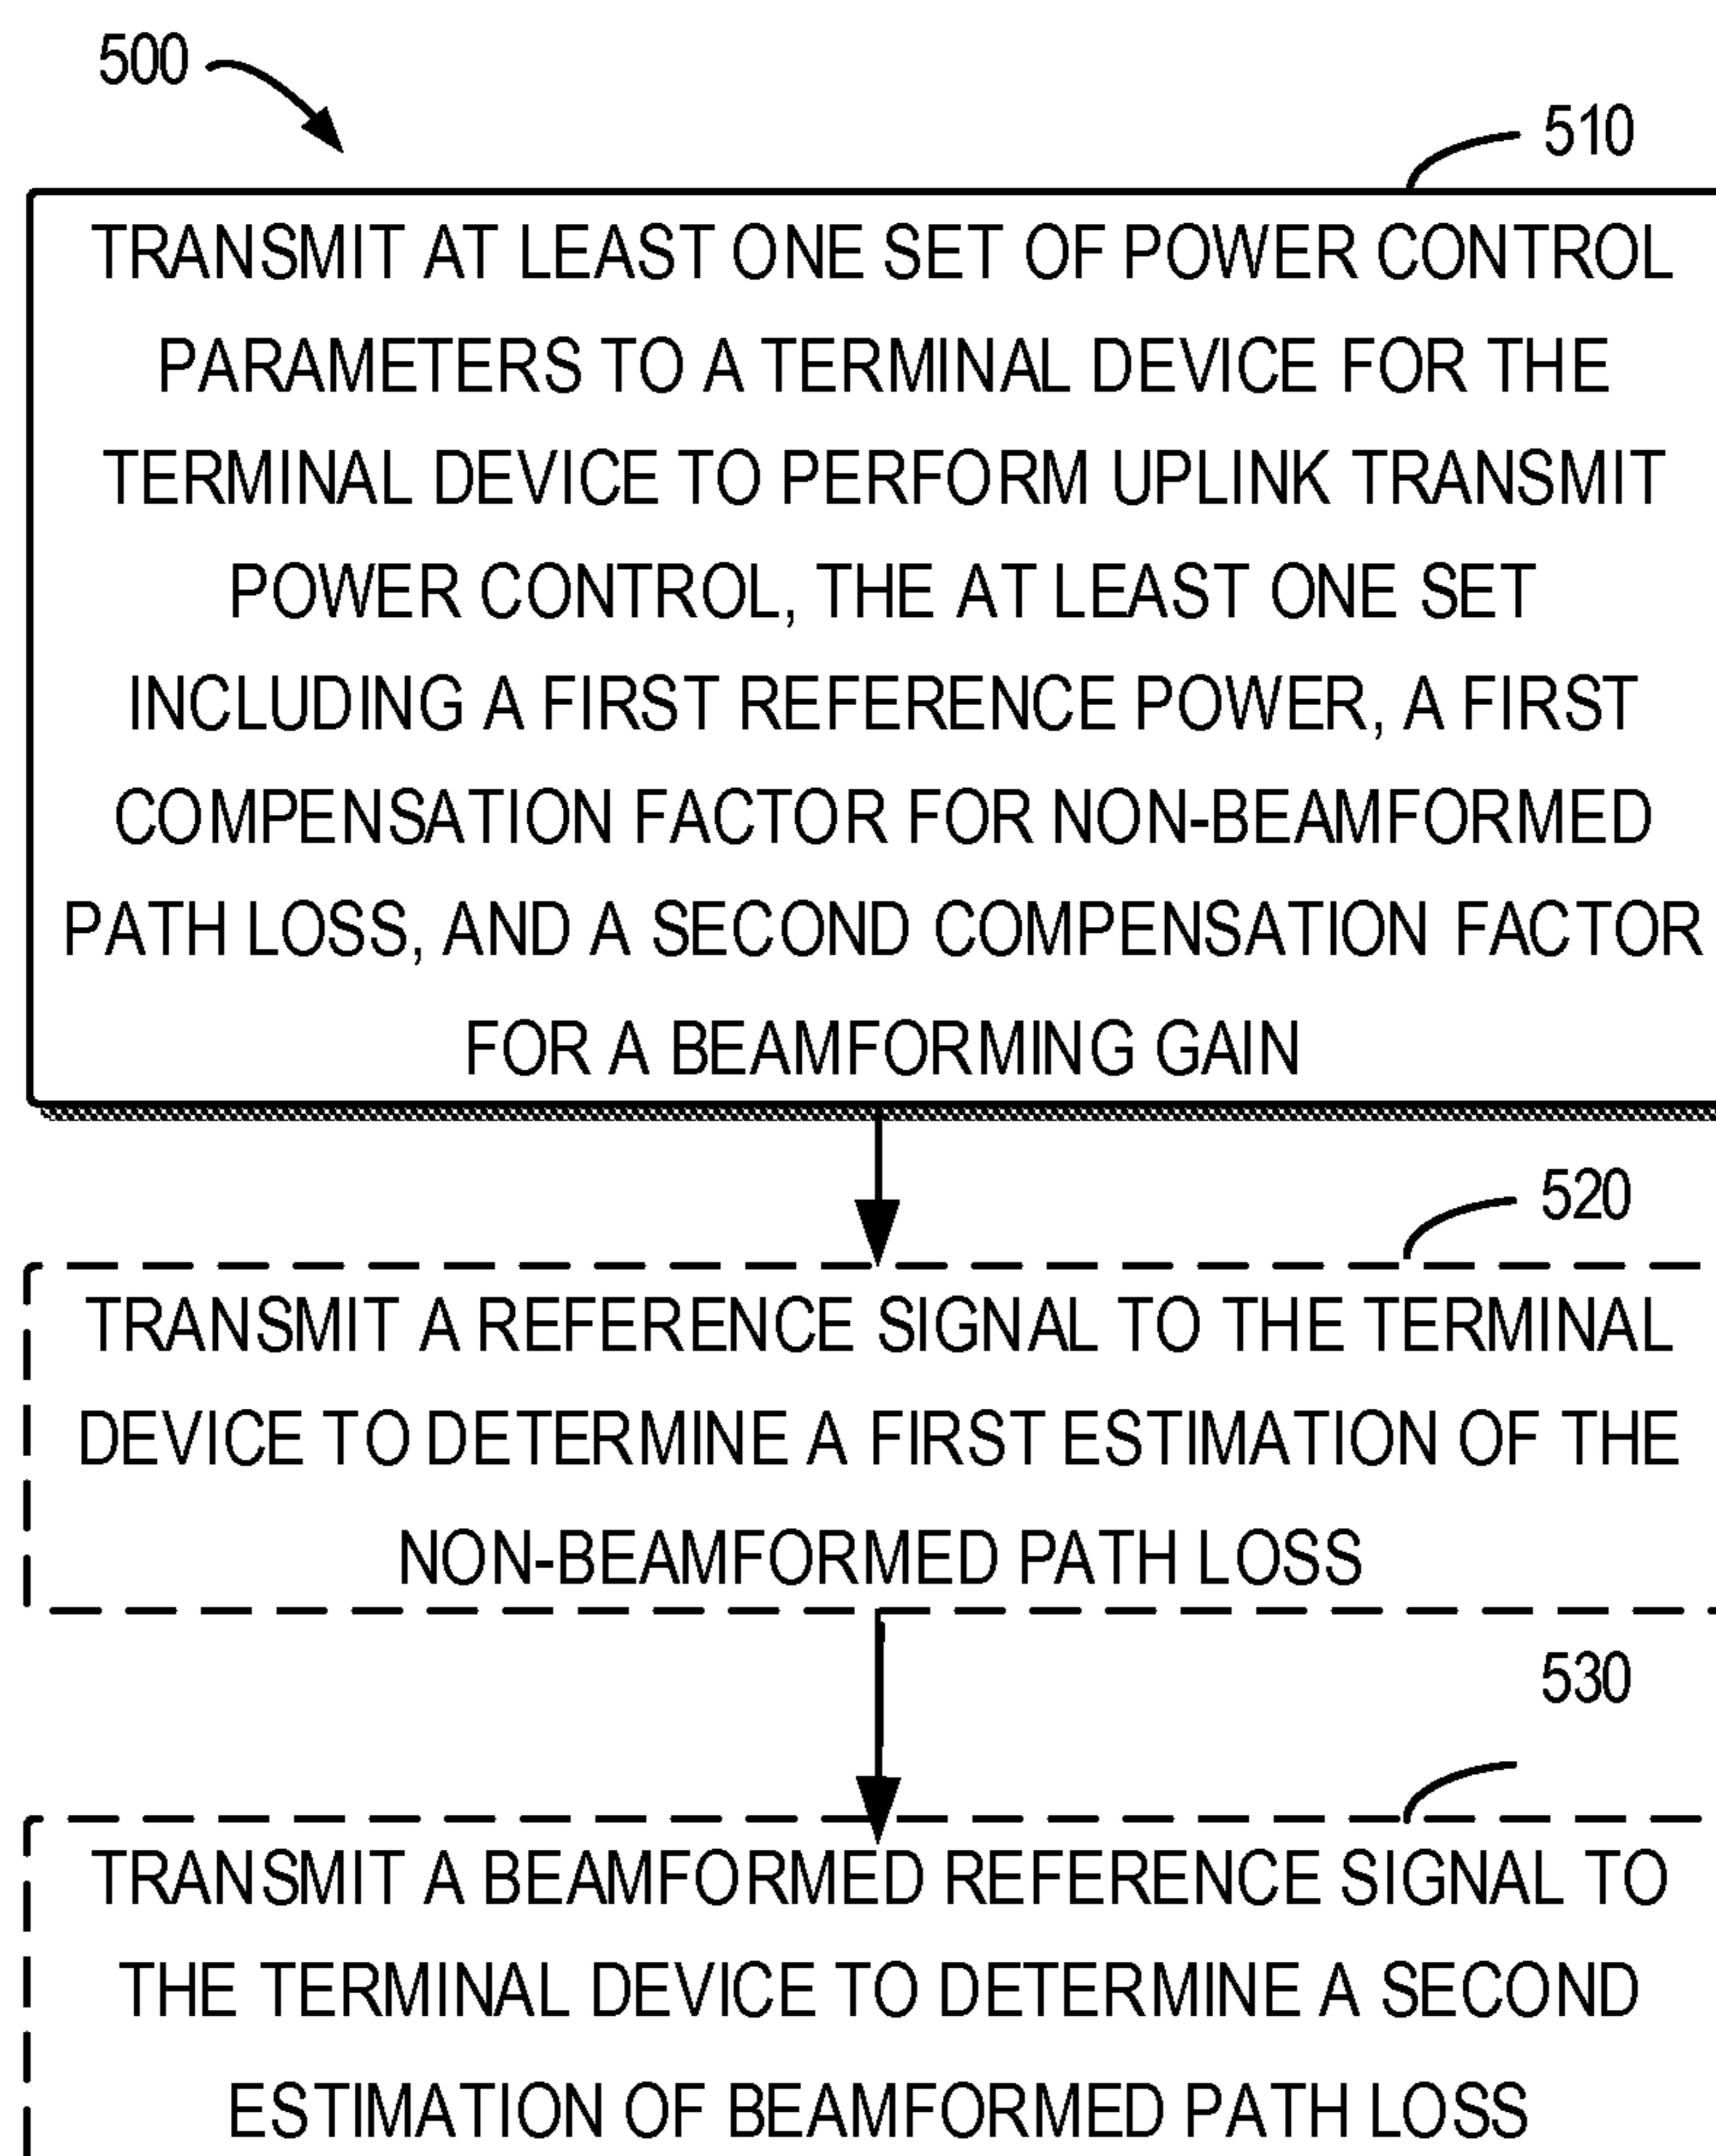 500
510
TRANSMIT AT LEAST ONE SET OF POWER CONTROL
PARAMETERS TO A TERMINAL DEVICE FOR THE
TERMINAL DEVICE TO PERFORM UPLINK TRANSMIT
POWER CONTROL, THE AT LEAST ONE SET
INCLUDING A FIRST REFERENCE POWER, A FIRST
COMPENSATION FACTOR FOR NON-BEAMFORMED
PATH LOSS, AND A SECOND COMPENSATION FACTOR
FOR A BEAMFORMING GAIN
520
TRANSMIT A REFERENCE SIGNAL TO THE TERMINAL
DEVICE TO DETERMINE A FIRST ESTIMATION OF THE
NON-BEAMFORMED PATH LOSS
530
TRANSMIT A BEAMFORMED REFERENCE SIGNAL TO
THE TERMINAL DEVICE TO DETERMINE A SECOND
ESTIMATION OF BEAMFORMED PATH LOSS